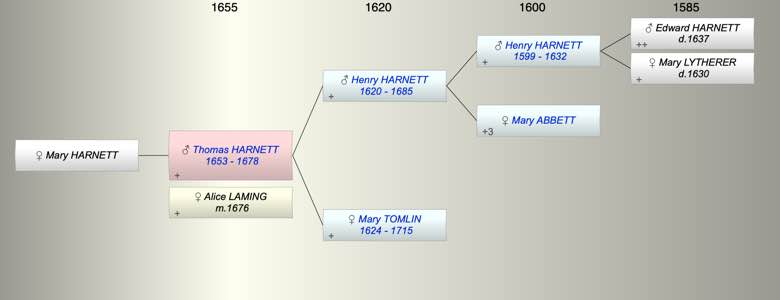 1655 1620 1600 1585
♂ Edward HARNETT
d.1637
++
♂ Henry HARNETT
1599 - 1632
+
♀ Mary LYTHERER
d.1630
+
♂ Henry HARNETT
1620 - 1685
+
♀ Mary ABBETT
+3
♀ Mary HARNETT
♂ Thomas HARNETT
1653 - 1678
+
♀ Alice LAMING
m.1676
+
♀ Mary TOMLIN
1624 - 1715
+